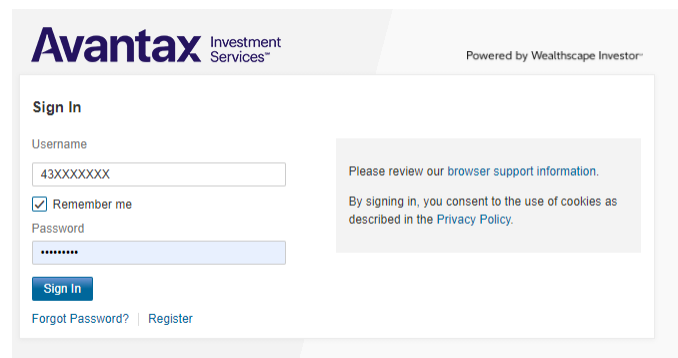 Avantax Investment Services℠
Powered by Wealthscape Investor℠
Sign In
Username
43XXXXXXX
Remember me
Password
•••••••••
Sign In
Forgot Password? | Register
Please review our browser support information.
By signing in, you consent to the use of cookies as
described in the Privacy Policy.